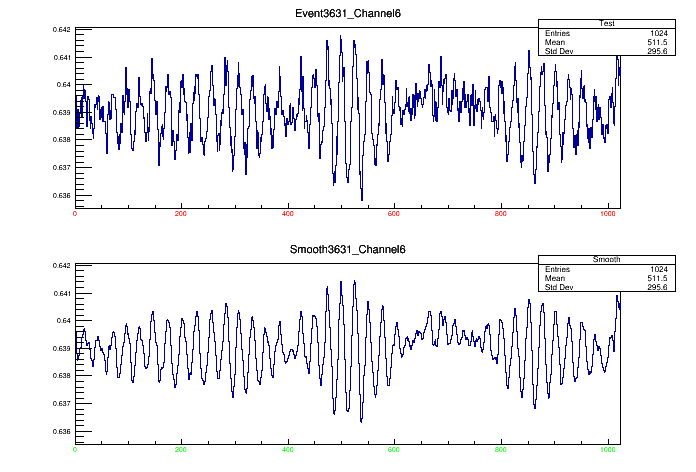 Event3631_Channel6
Test
Entries 1024
Mean 511.5
Std Dev 295.6
0.642
0.641
0.64
0.639
0.638
0.637
0.636
0 200 400 600 800 1000
Smooth3631_Channel6
Smooth
Entries 1024
Mean 511.5
Std Dev 295.6
0.642
0.641
0.64
0.639
0.638
0.637
0.636
0 200 400 600 800 1000